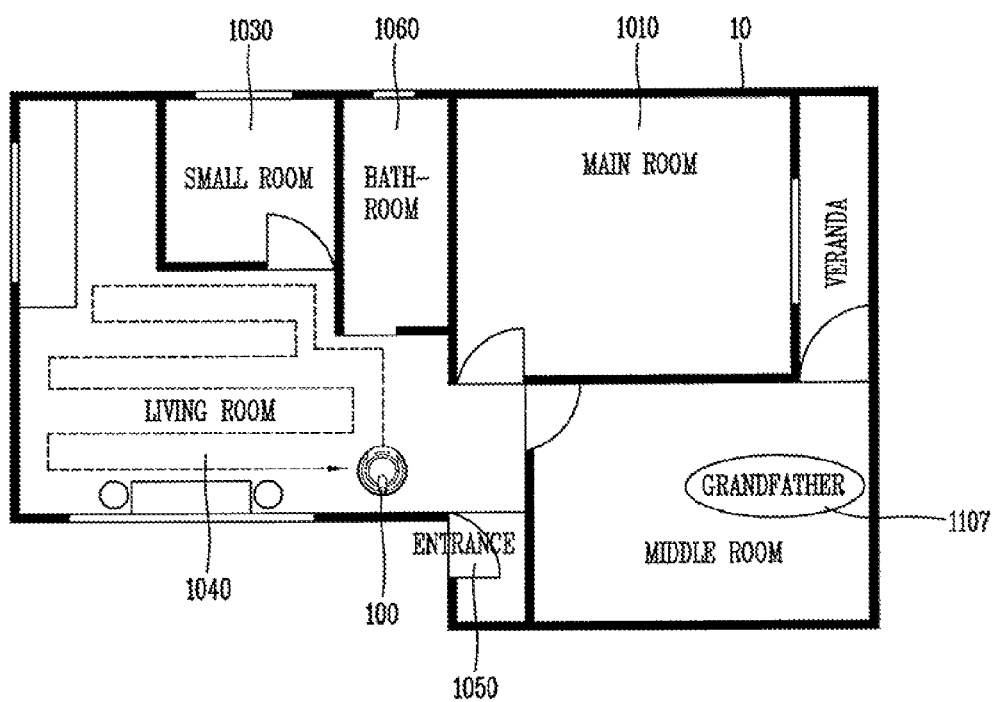 1030
1060
1010
10
SMALL ROOM
BATH-
ROOM
MAIN ROOM
VERANDA
LIVING ROOM
GRANDFATHER
1107
ENTRANCE
MIDDLE ROOM
1040
100
1050